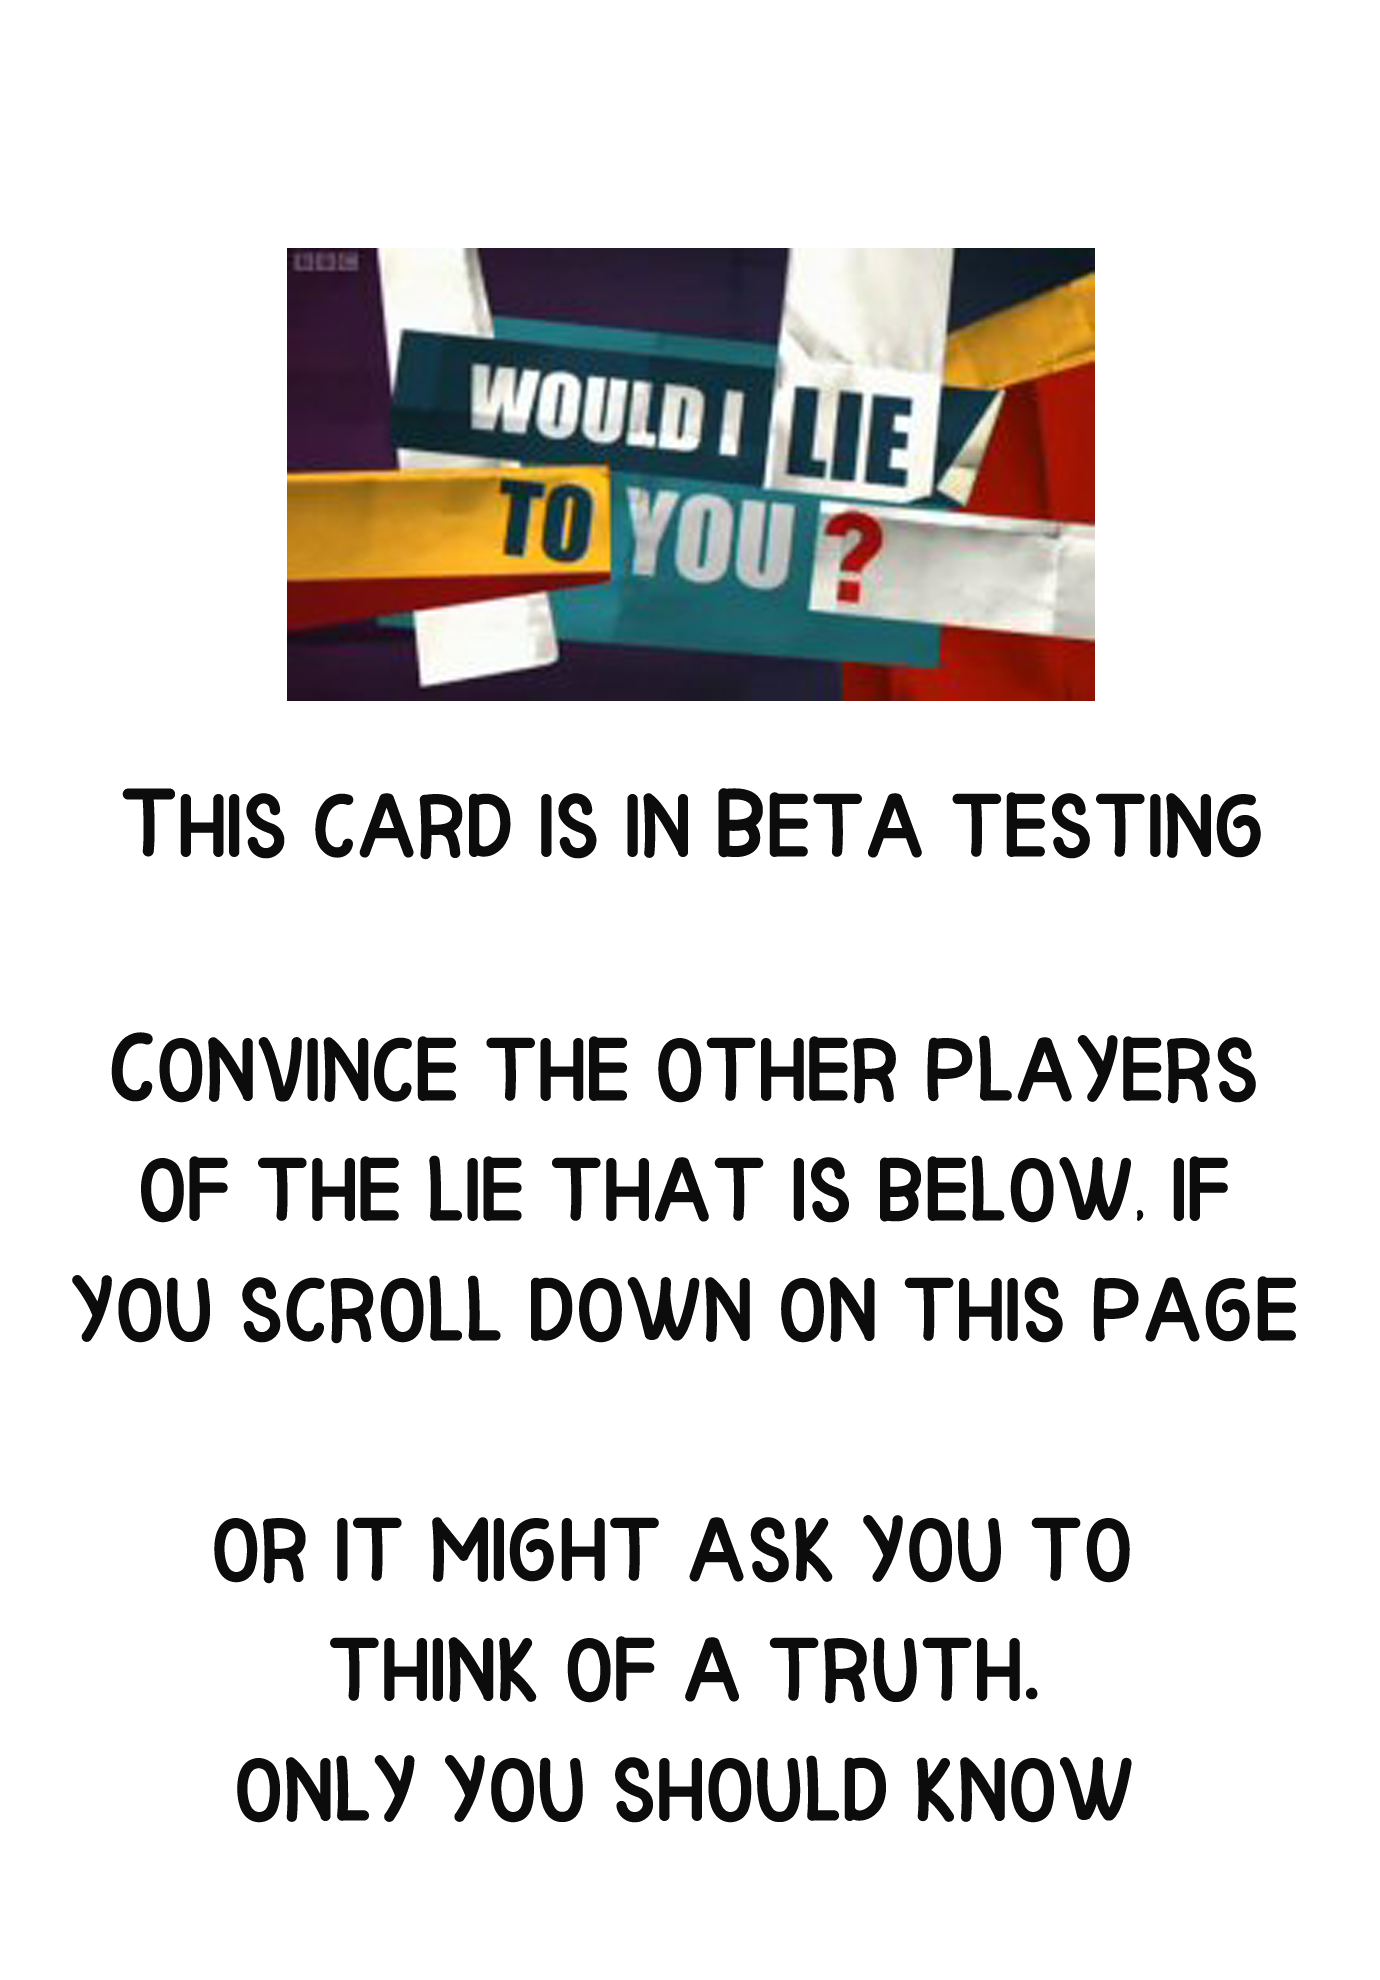 BBC
WOULD I LIE
TO YOU?
THIS CARD IS IN BETA TESTING
CONVINCE THE OTHER PLAYERS
OF THE LIE THAT IS BELOW, IF
YOU SCROLL DOWN ON THIS PAGE
OR IT MIGHT ASK YOU TO
THINK OF A TRUTH.
ONLY YOU SHOULD KNOW